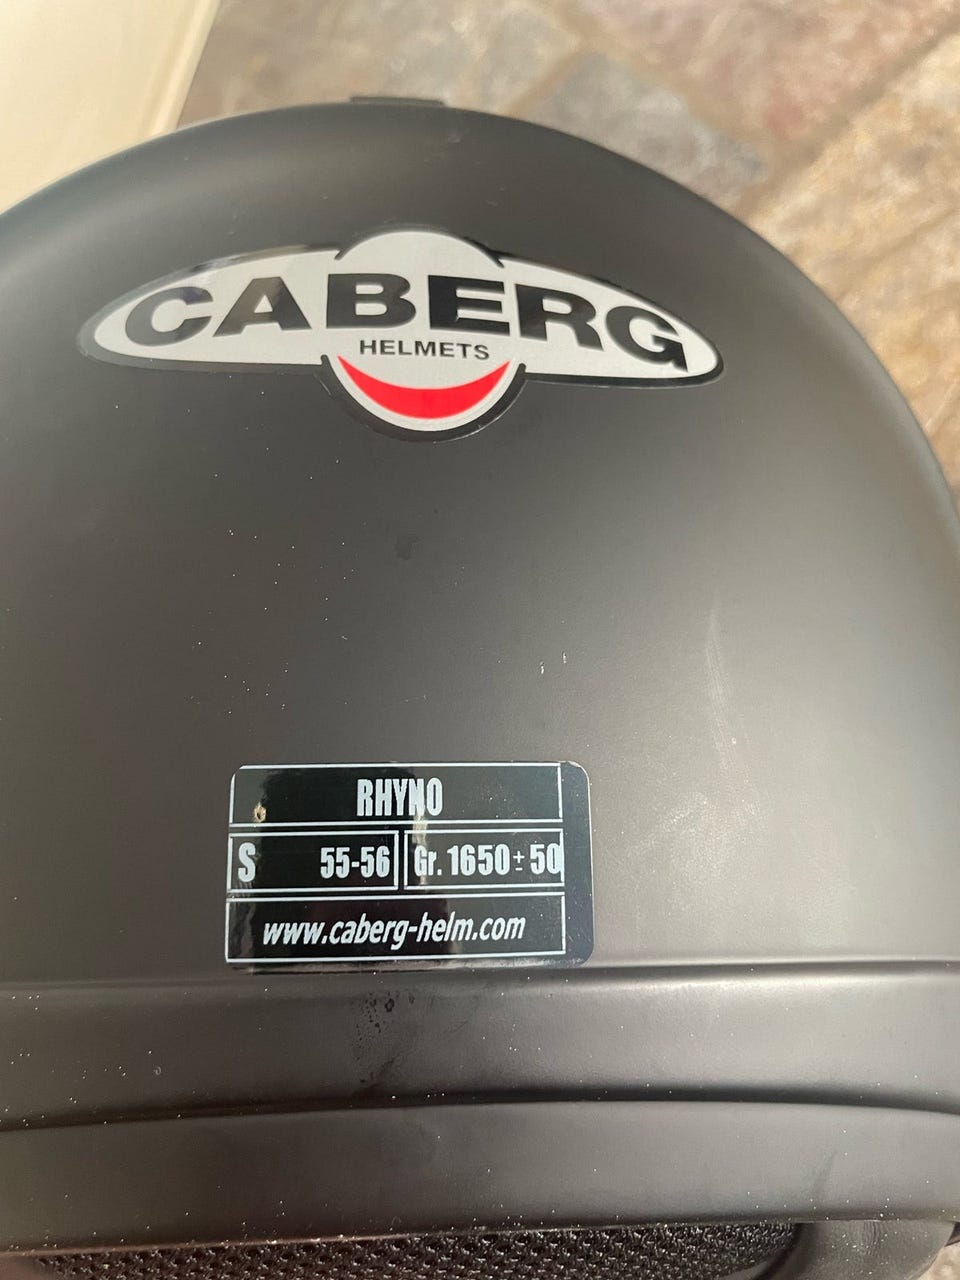 CABERG
HELMETS
RHYNO
S 55-56 Gr. 1650 ± 50
www.caberg-helm.com